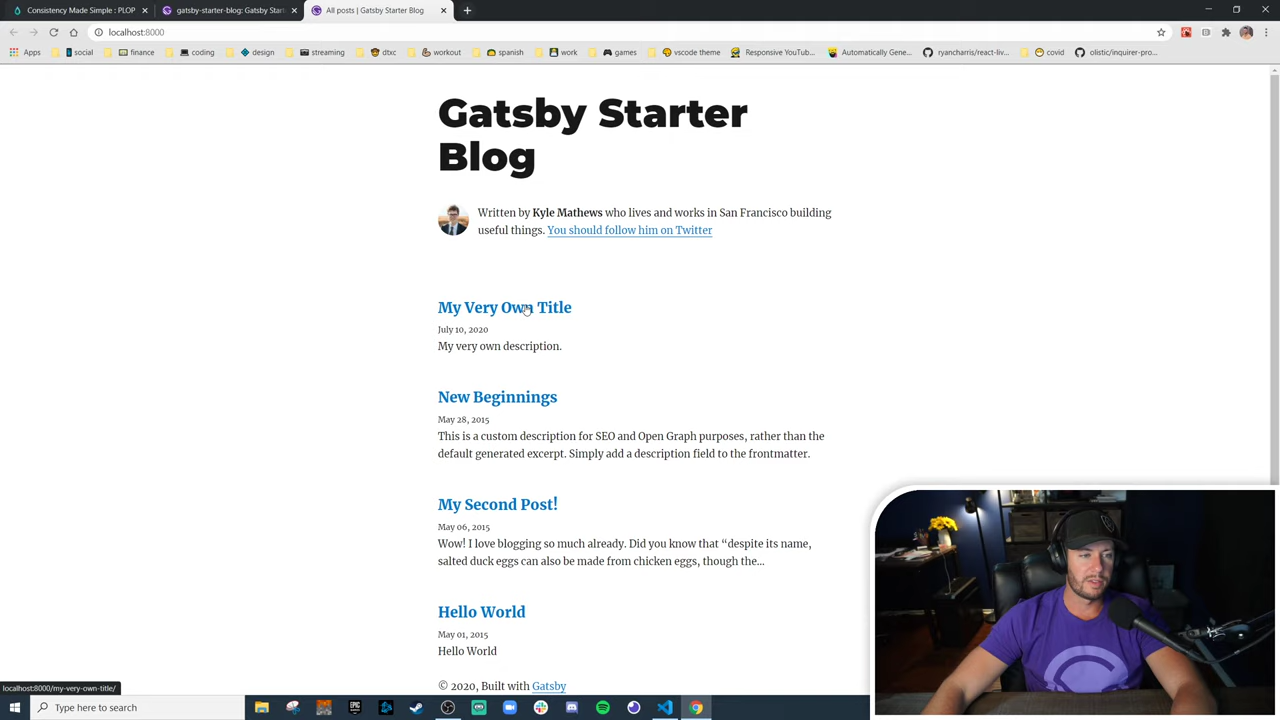 Consistency Made Simple : PLOP
gatsby-starter-blog: Gatsby Start
All posts | Gatsby Starter Blog
localhost:8000
Apps
social
finance
coding
design
streaming
dtxc
workout
spanish
work
games
vscode theme
Responsive YouTub...
Automatically Gene...
ryancharris/react-liv...
covid
olistic/inquirer-pro...
Gatsby Starter
Blog
Written by Kyle Mathews who lives and works in San Francisco building
useful things. You should follow him on Twitter
My Very Own Title
July 10, 2020
My very own description.
New Beginnings
May 28, 2015
This is a custom description for SEO and Open Graph purposes, rather than the
default generated excerpt. Simply add a description field to the frontmatter.
My Second Post!
May 06, 2015
Wow! I love blogging so much already. Did you know that “despite its name,
salted duck eggs can also be made from chicken eggs, though the...
Hello World
May 01, 2015
Hello World
© 2020, Built with Gatsby
localhost:8000/my-very-own-title/
Type here to search